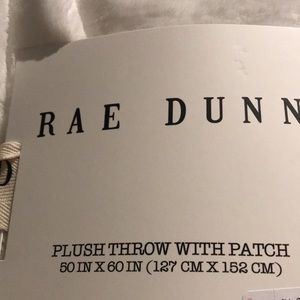 RAE DUNN
PLUSH THROW WITH PATCH
50 IN X 60 IN (127 CM X 152 CM)